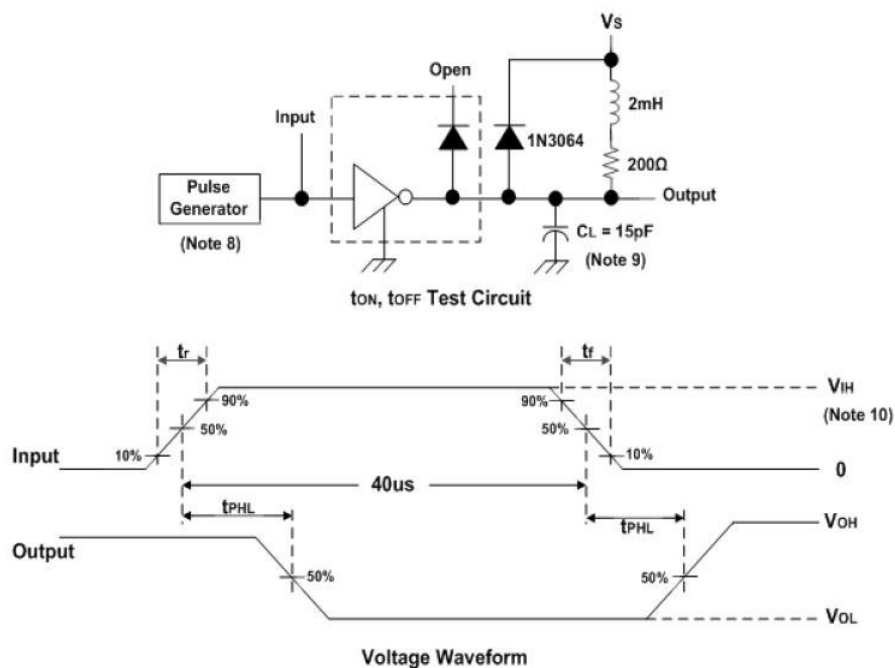 Vs
Open
2mH
Input
1N3064
200Ω
Pulse
Generator
Output
(Note 8)
CL = 15pF
(Note 9)
tON, tOFF Test Circuit
tr
tf
90%
90%
VIH
(Note 10)
50%
50%
10%
10%
Input
0
40us
tPHL
tPHL
VOH
Output
50%
50%
VOL
Voltage Waveform